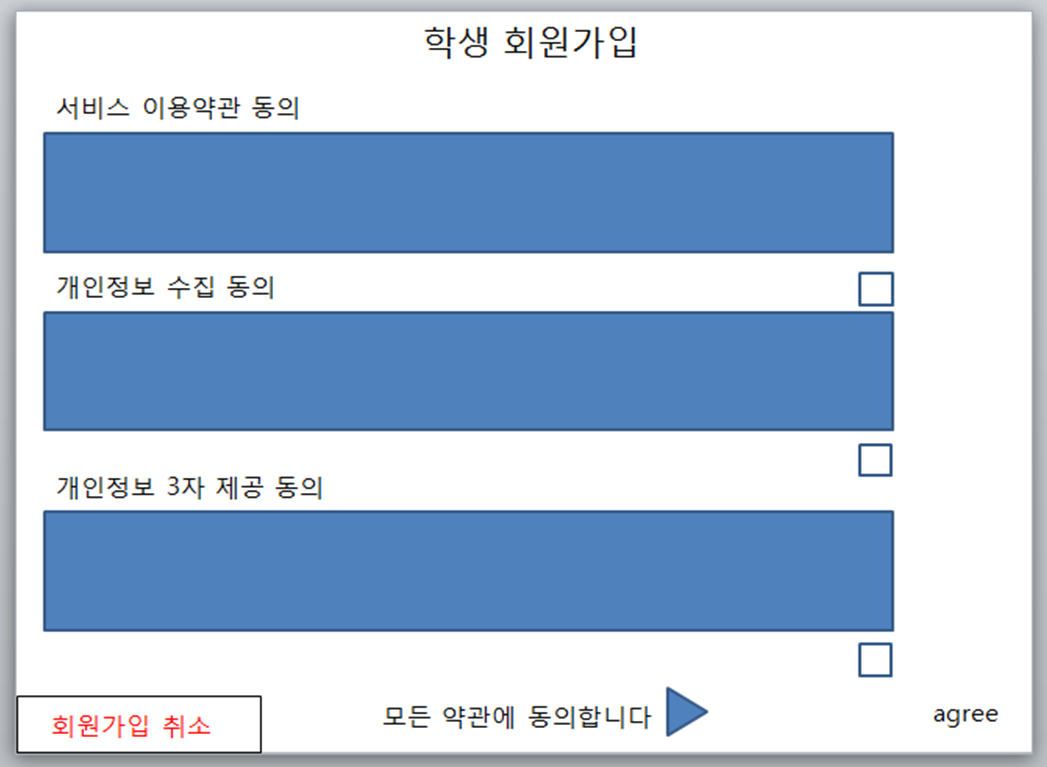 학생 회원가입
서비스 이용약관 동의
개인정보 수집 동의
개인정보 3자 제공 동의
회원가입 취소
모든 약관에 동의합니다
agree